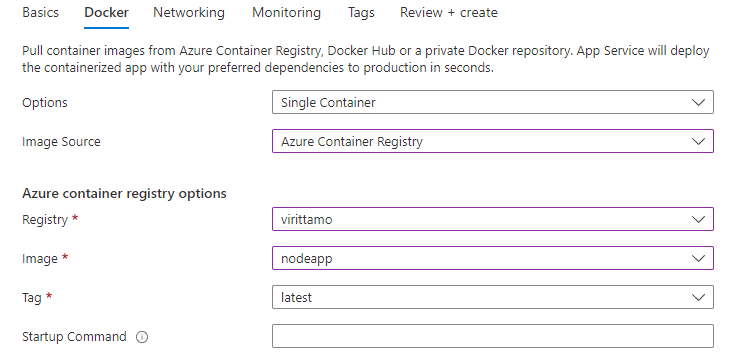 Basics Docker Networking Monitoring Tags Review + create
Pull container images from Azure Container Registry, Docker Hub or a private Docker repository. App Service will deploy
the containerized app with your preferred dependencies to production in seconds.
Options Single Container
Image Source Azure Container Registry
Azure container registry options
Registry * virittamo
Image * nodeapp
Tag * latest
Startup Command